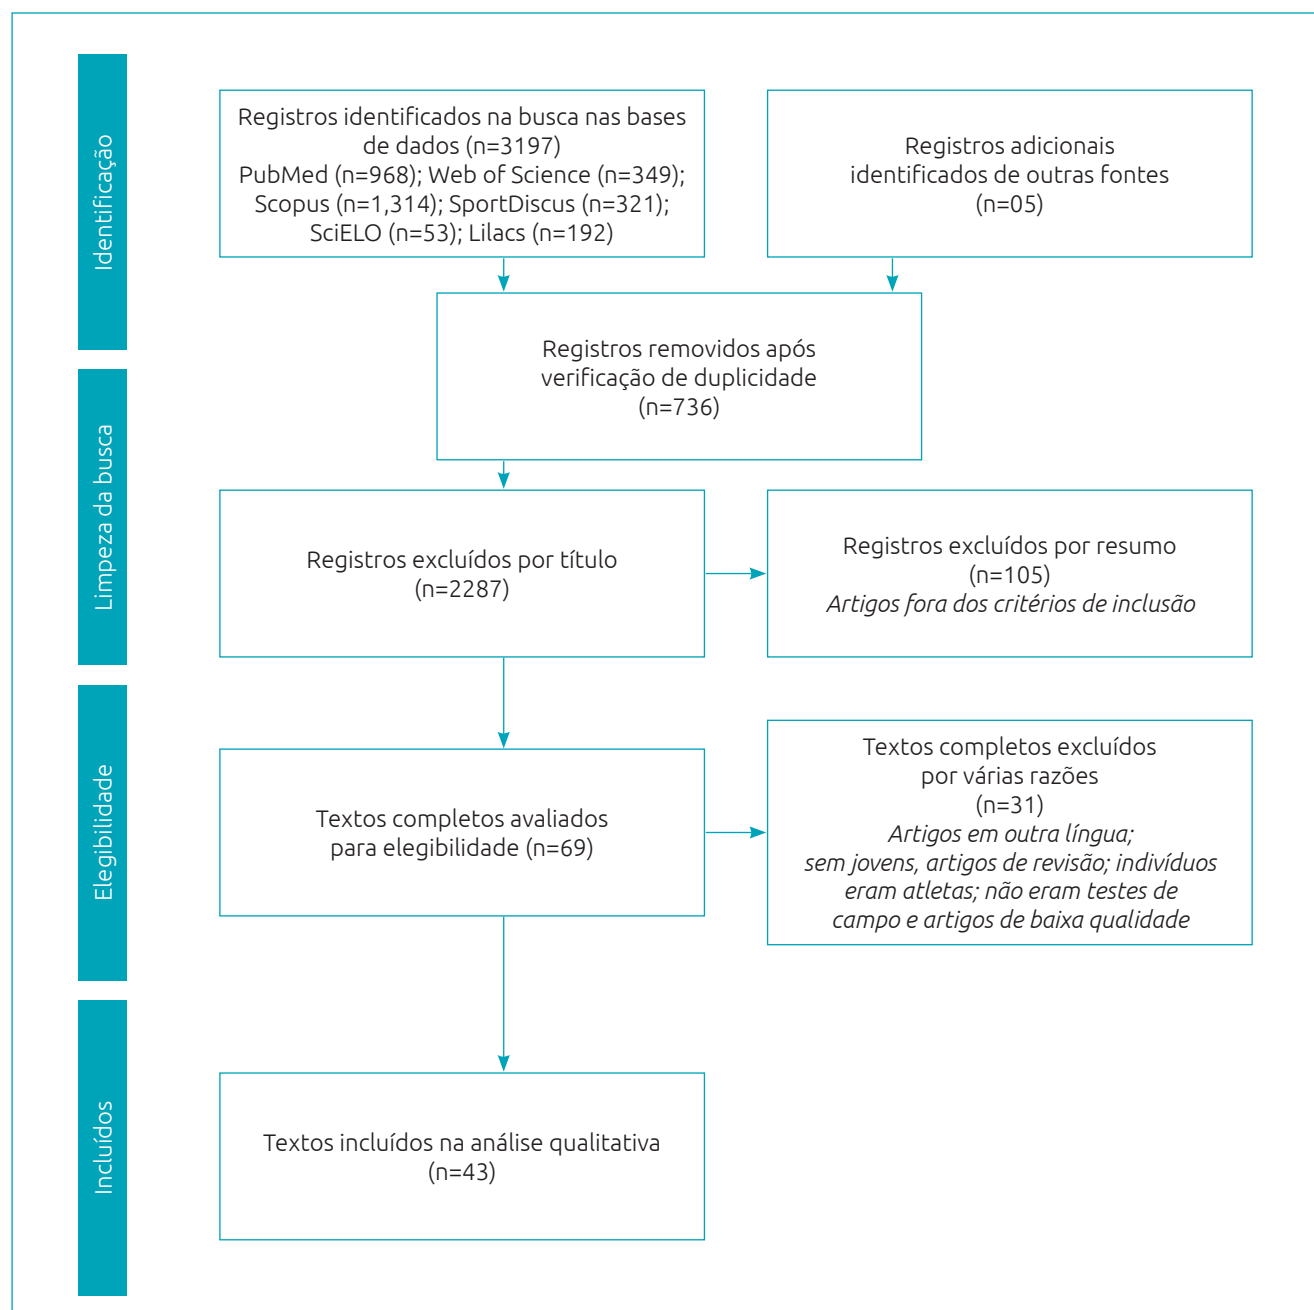 Identificação
Registros identificados na busca nas bases
de dados (n=3197)
PubMed (n=968); Web of Science (n=349);
Scopus (n=1,314); SportDiscus (n=321);
SciELO (n=53); Lilacs (n=192)
Registros adicionais
identificados de outras fontes
(n=05)
Registros removidos após
verificação de duplicidade
(n=736)
Limpeza da busca
Registros excluídos por título
(n=2287)
Registros excluídos por resumo
(n=105)
Artigos fora dos critérios de inclusão
Elegibilidade
Textos completos avaliados
para elegibilidade (n=69)
Textos completos excluídos
por várias razões
(n=31)
Artigos em outra língua;
sem jovens, artigos de revisão; indivíduos
eram atletas; não eram testes de
campo e artigos de baixa qualidade
Incluídos
Textos incluídos na análise qualitativa
(n=43)